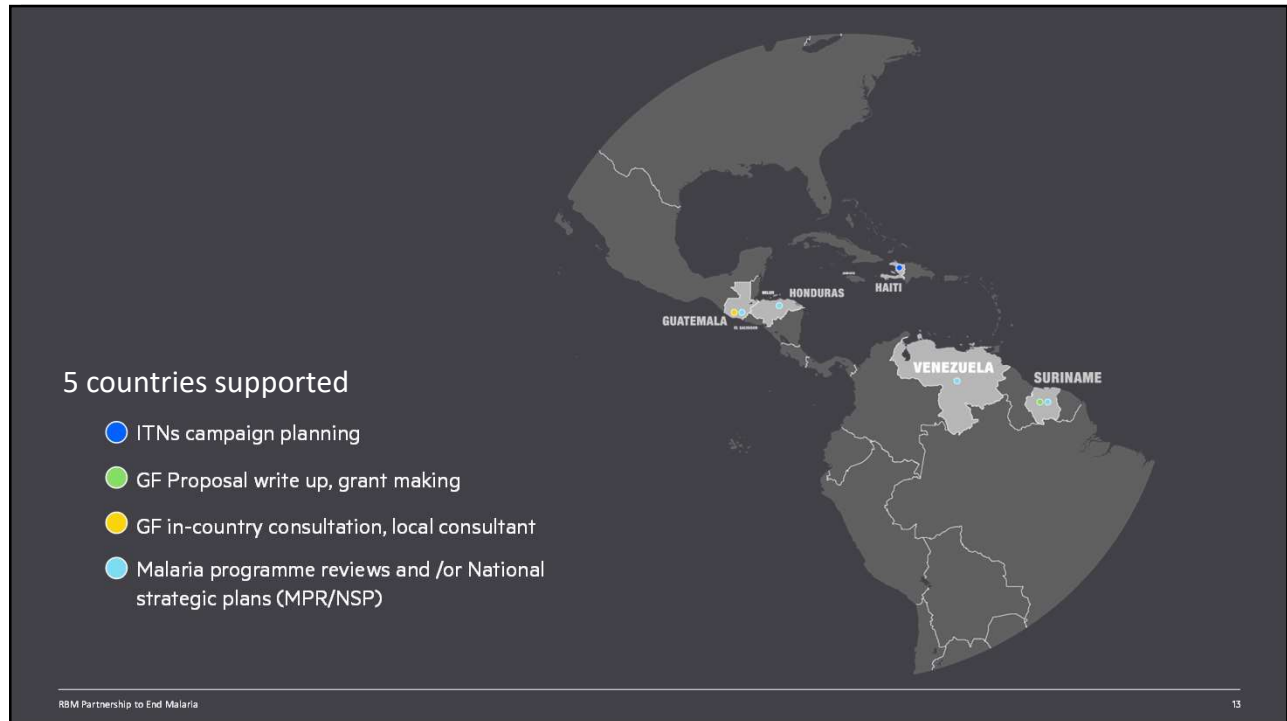 HONDURAS
HAITI
GUATEMALA
VENEZUELA
SURINAME
5 countries supported
ITNs campaign planning
GF Proposal write up, grant making
GF in-country consultation, local consultant
Malaria programme reviews and /or National
strategic plans (MPR/NSP)
RBM Partnership to End Malaria
13